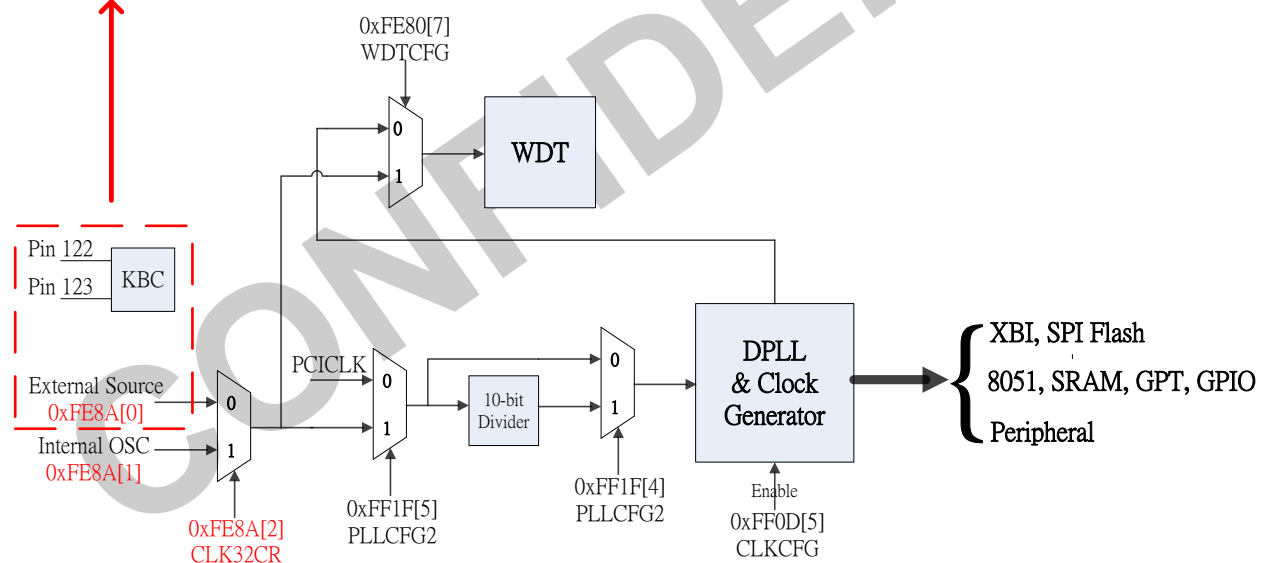 0xFE80[7]
WDTCFG
0
1
WDT
Pin 122
Pin 123
KBC
External Source
0xFE8A[0]
Internal OSC
0xFE8A[1]
0
1
0xFE8A[2]
CLK32CR
PCICLK
0
1
0xFF1F[5]
PLLCFG2
10-bit
Divider
0
1
0xFF1F[4]
PLLCFG2
DPLL
& Clock
Generator
Enable
0xFF0D[5]
CLKCFG
XBI, SPI Flash
8051, SRAM, GPT, GPIO
Peripheral
CONFIDE